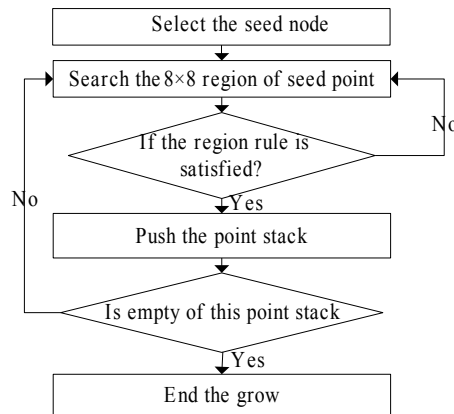 Select the seed node
Search the 8×8 region of seed point
If the region rule is
satisfied?
No
Yes
No
Push the point stack
Is empty of this point stack
Yes
End the grow